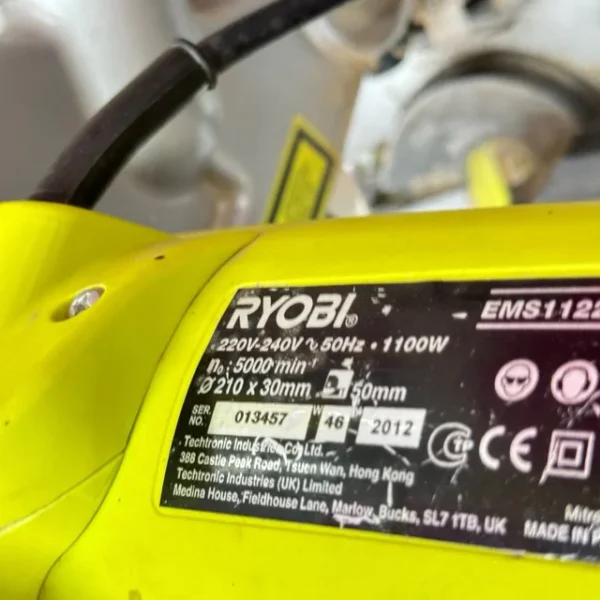 RYOBI®
EMS1122
220V-240V ~ 50Hz • 1100W
n₀: 5000 min⁻¹
Ø 210 x 30mm 50mm
SER. NO. 013457 W 46 2012
Techtronic Industries Co. Ltd.
388 Castle Peak Road, Tsuen Wan, Hong Kong
Techtronic Industries (UK) Limited
Medina House, Fieldhouse Lane, Marlow, Bucks, SL7 1TB, UK
CE
Mitre
MADE IN P